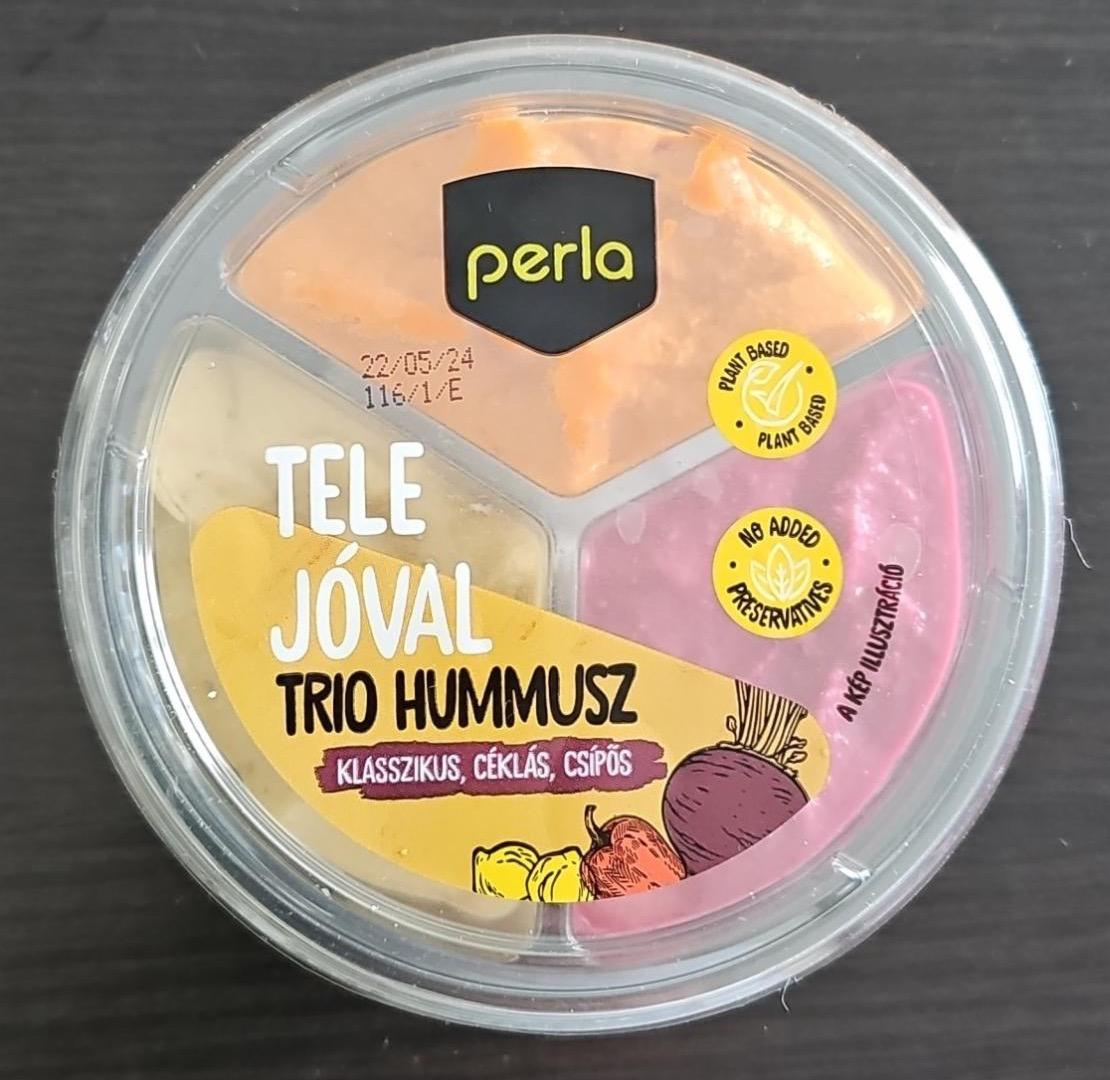 perla
22/05/24
116/1/E
PLANT BASED
PLANT BASED
TELE
JÓVAL
TRIO HUMMUSZ
KLASSZIKUS, CÉKLÁS, CSÍPŐS
NO ADDED
PRESERVATIVES
A KÉP ILLUSZTRÁCIÓ